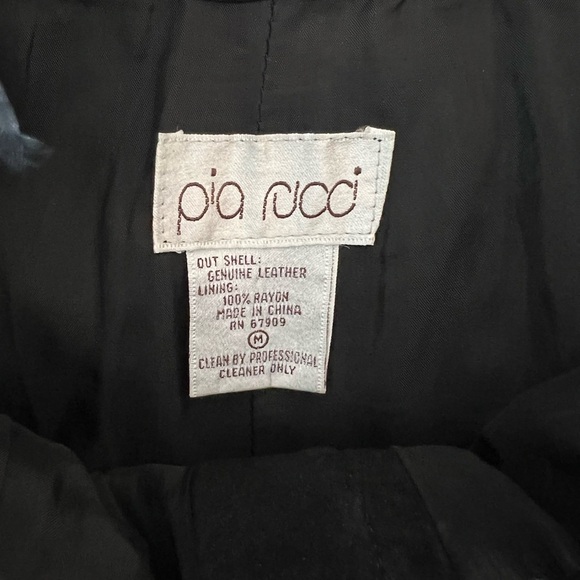 pia rucci
OUT SHELL:
GENUINE LEATHER
LINING:
100% RAYON
MADE IN CHINA
RN 67909
M
CLEAN BY PROFESSIONAL
CLEANER ONLY